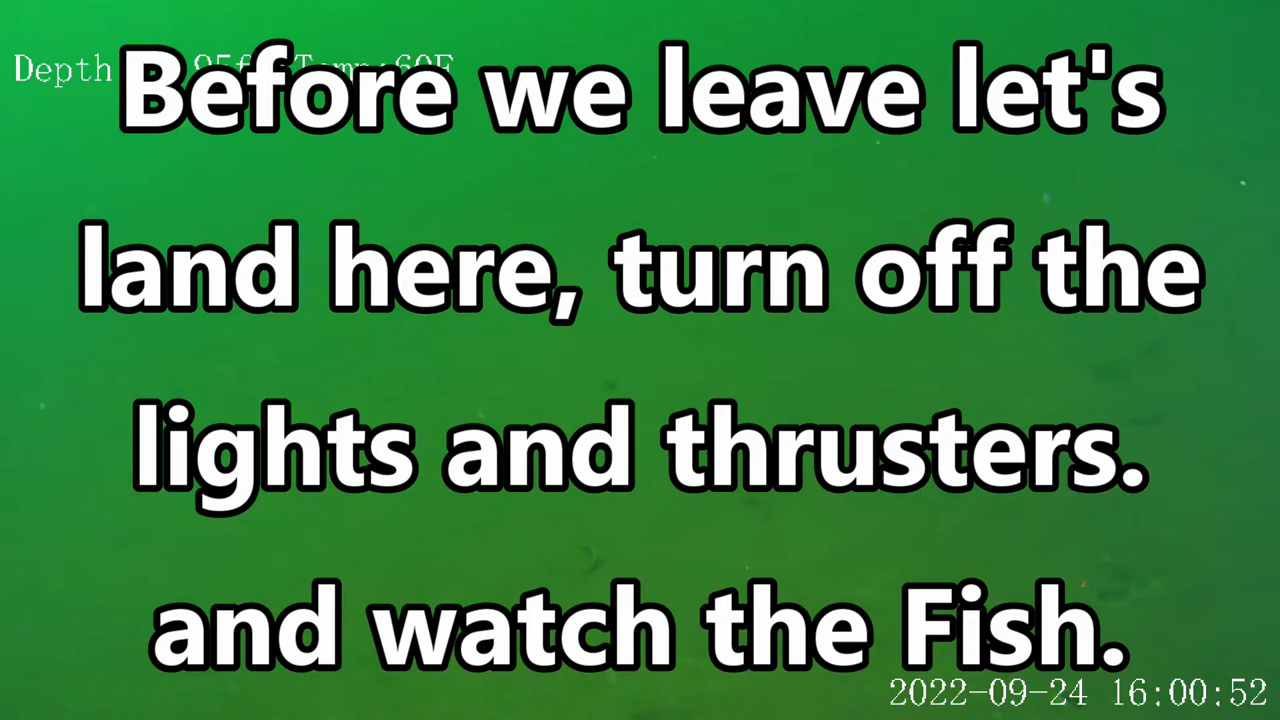 Depth
Before we leave let's
land here, turn off the
lights and thrusters.
and watch the Fish.
2022-09-24 16:00:52